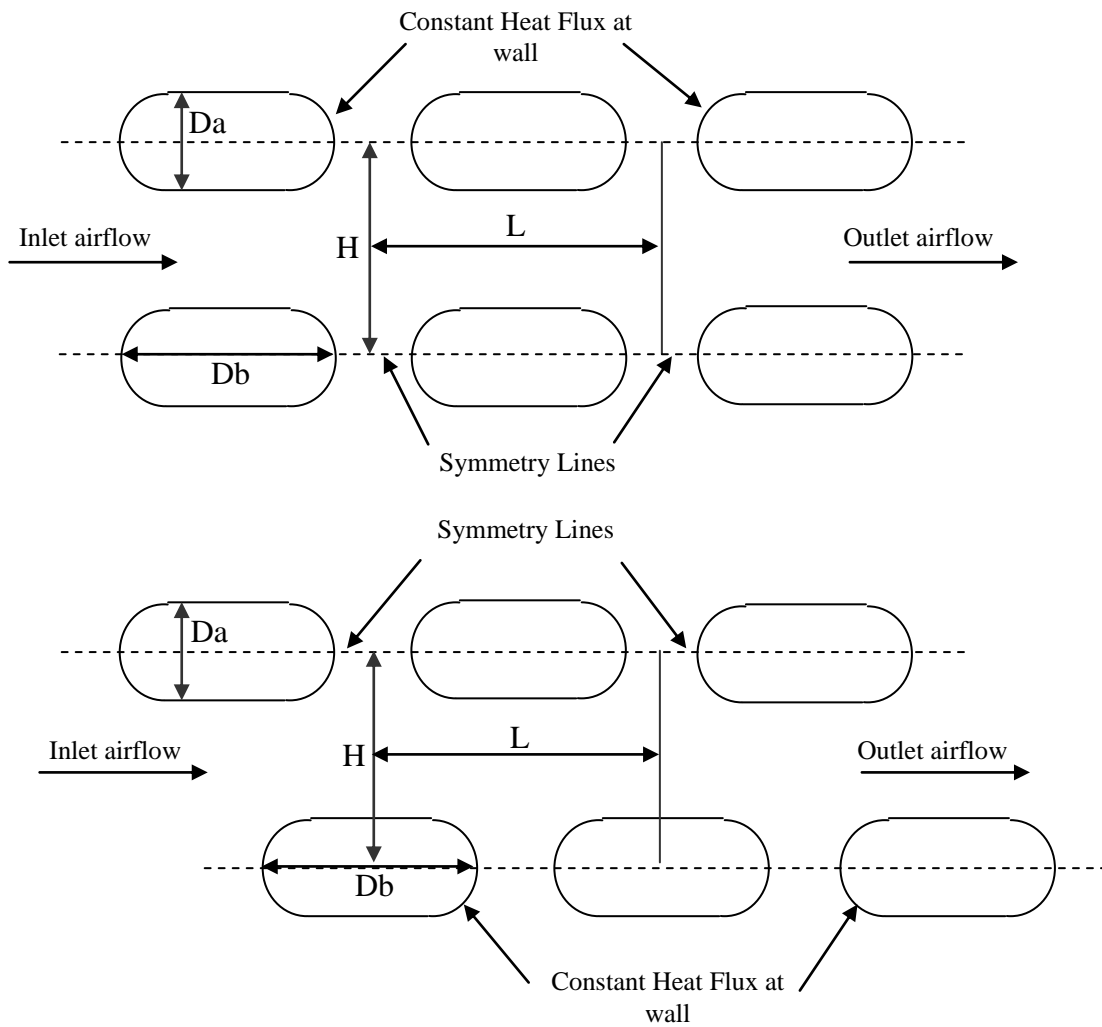 Constant Heat Flux at
wall
Da
Inlet airflow
H
L
Outlet airflow
Db
Symmetry Lines
Symmetry Lines
Da
Inlet airflow
H
L
Outlet airflow
Db
Constant Heat Flux at
wall